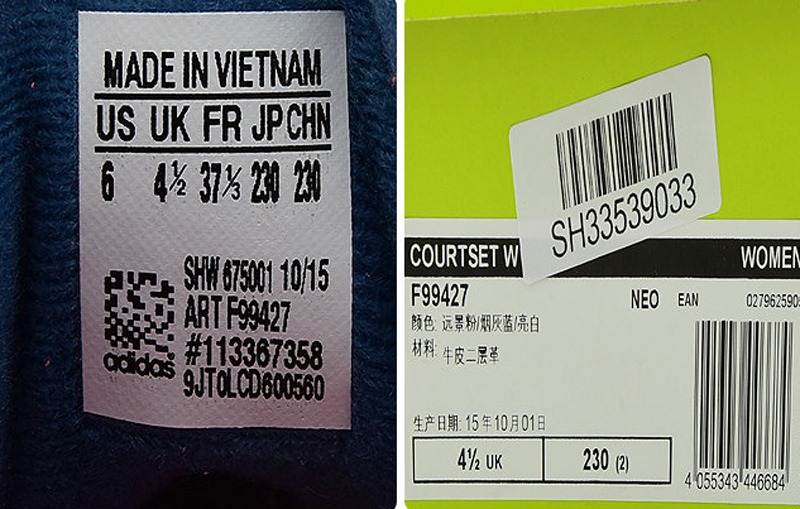 MADE IN VIETNAM
US UK FR JP CHN
6 4½ 37⅓ 230 230
SHW 675001 10/15
ART F99427
#113367358
9JT0LCD600560
adidas
SH33539033
COURTSET W WOMEN
F99427 NEO EAN
颜色: 远景粉/烟灰蓝/亮白
材料: 牛皮二层革
生产日期: 15年10月01日
4½ UK 230 (2)
4 055343 446684